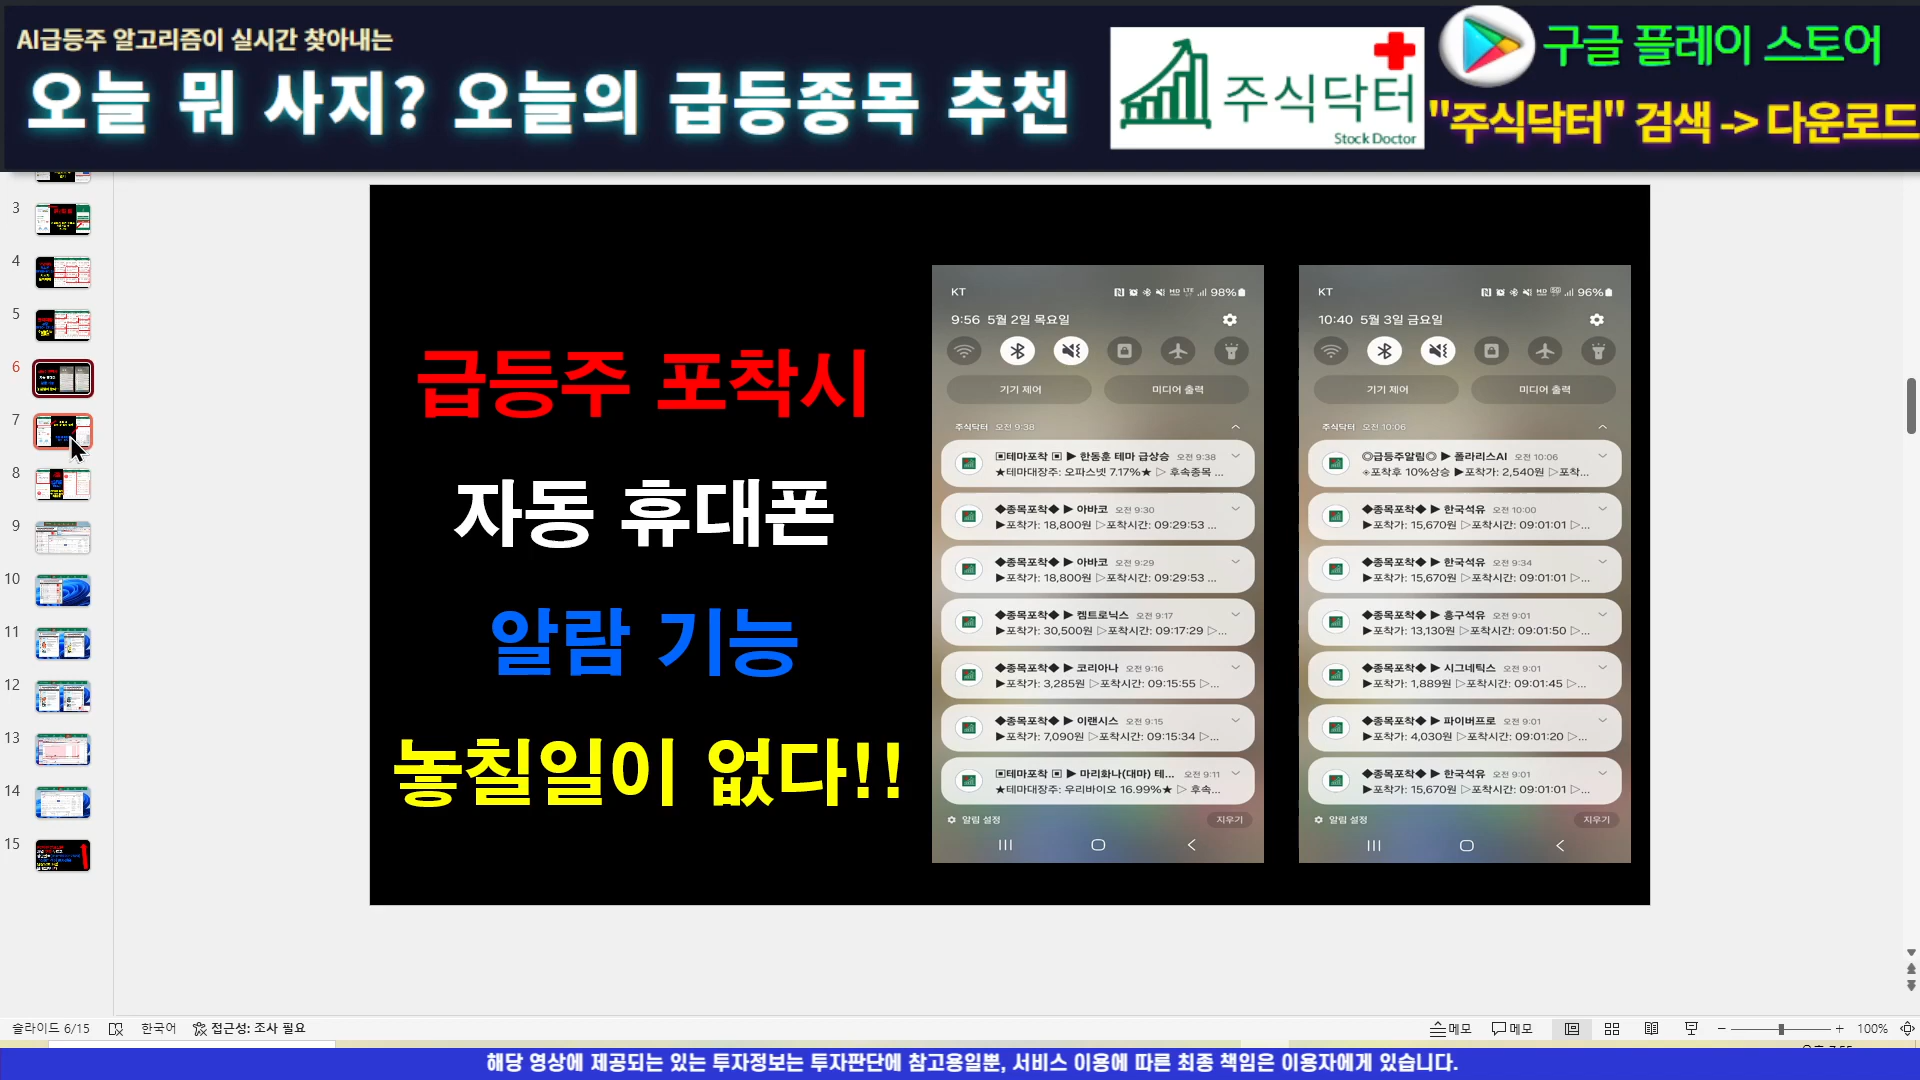 AI급등주 알고리즘이 실시간 찾아내는
오늘 뭐 사지? 오늘의 급등종목 추천
주식닥터
Stock Doctor
구글 플레이 스토어
"주식닥터" 검색 -> 다운로드
3
4
5
6
7
8
9
10
11
12
13
14
15
급등주 포착시
자동 휴대폰
알람 기능
놓칠일이 없다!!
KT
98%
9:56 5월 2일 목요일
기기 제어
미디어 출력
주식닥터 오전 9:38
▣테마포착 ▣ ▶ 한동훈 테마 급상승 오전 9:38
★테마대장주: 오파스넷 7.17%★ ▷ 후속종목 ...
◆종목포착◆ ▶ 아바코 오전 9:30
▶포착가: 18,800원 ▷포착시간: 09:29:53 ...
◆종목포착◆ ▶ 아바코 오전 9:29
▶포착가: 18,800원 ▷포착시간: 09:29:53 ...
◆종목포착◆ ▶ 켐트로닉스 오전 9:17
▶포착가: 30,500원 ▷포착시간: 09:17:29 ▷...
◆종목포착◆ ▶ 코리아나 오전 9:16
▶포착가: 3,285원 ▷포착시간: 09:15:55 ▷...
◆종목포착◆ ▶ 이랜시스 오전 9:15
▶포착가: 7,090원 ▷포착시간: 09:15:34 ▷...
▣테마포착 ▣ ▶ 마리화나(대마) 테... 오전 9:11
★테마대장주: 우리바이오 16.99%★ ▷ 후속...
알림 설정
지우기
KT
96%
10:40 5월 3일 금요일
기기 제어
미디어 출력
주식닥터 오전 10:06
◎급등주알림◎ ▶ 폴라리스AI 오전 10:06
◈포착후 10%상승 ▶포착가: 2,540원 ▷포착...
◆종목포착◆ ▶ 한국석유 오전 10:00
▶포착가: 15,670원 ▷포착시간: 09:01:01 ▷...
◆종목포착◆ ▶ 한국석유 오전 9:34
▶포착가: 15,670원 ▷포착시간: 09:01:01 ▷...
◆종목포착◆ ▶ 흥구석유 오전 9:01
▶포착가: 13,130원 ▷포착시간: 09:01:50 ▷...
◆종목포착◆ ▶ 시그네틱스 오전 9:01
▶포착가: 1,889원 ▷포착시간: 09:01:45 ▷...
◆종목포착◆ ▶ 파이버프로 오전 9:01
▶포착가: 4,030원 ▷포착시간: 09:01:20 ▷...
◆종목포착◆ ▶ 한국석유 오전 9:01
▶포착가: 15,670원 ▷포착시간: 09:01:01 ▷...
알림 설정
지우기
슬라이드 6/15
한국어
접근성: 조사 필요
메모
메모
100%
해당 영상에 제공되는 있는 투자정보는 투자판단에 참고용일뿐, 서비스 이용에 따른 최종 책임은 이용자에게 있습니다.